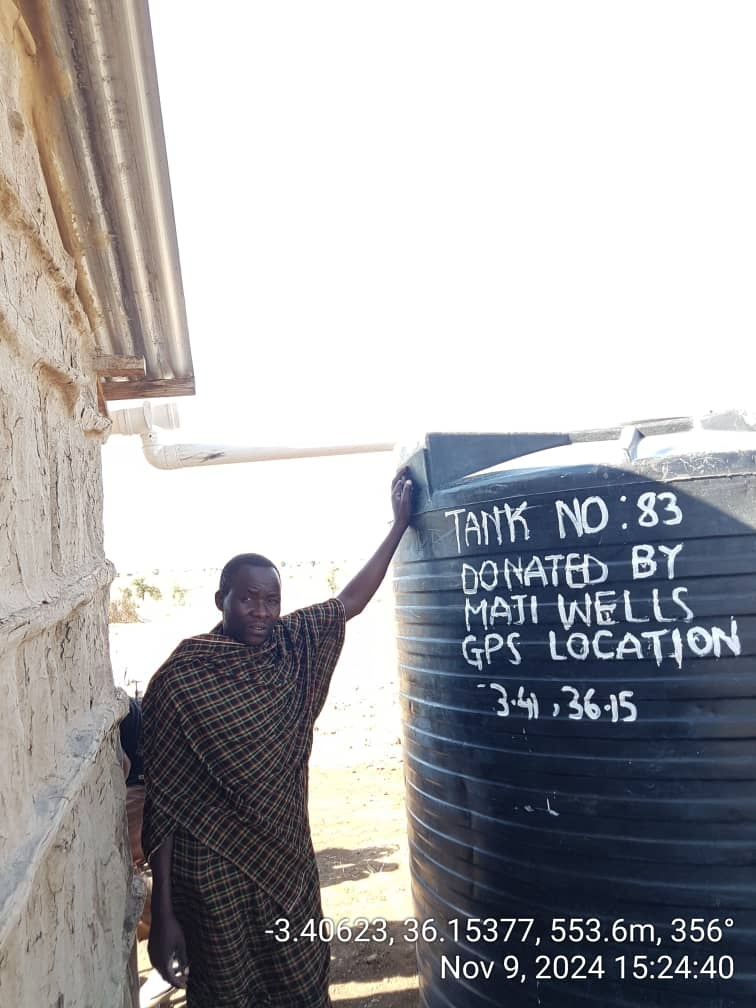 TANK NO:83
DONATED BY
MAJI WELLS
GPS LOCATION
-3.41, 36.15
-3.40623, 36.15377, 553.6m, 356°
Nov 9, 2024 15:24:40